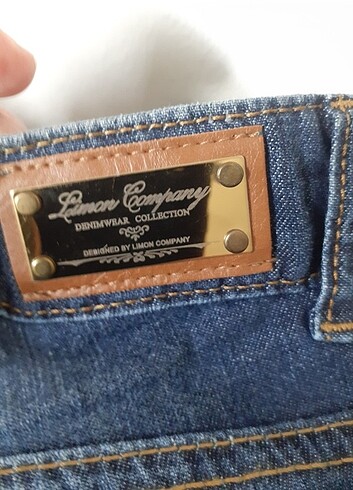 Limon Company
DENIMWEAR COLLECTION
DESIGNED BY LIMON COMPANY